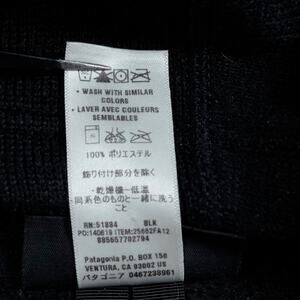 • WASH WITH SIMILAR
COLORS
• LAVER AVEC COULEURS
SEMBLABLES
100% ポリエステル
飾り付け部分を除く
・乾燥機ー低温
・同系色のものと一緒に洗う
こと
RN:51884 BLK
PO:140619 ITEM:25682FA12
885657702794
Patagonia P.O. BOX 150
VENTURA, CA 93002 US
パタゴニア 0467238961